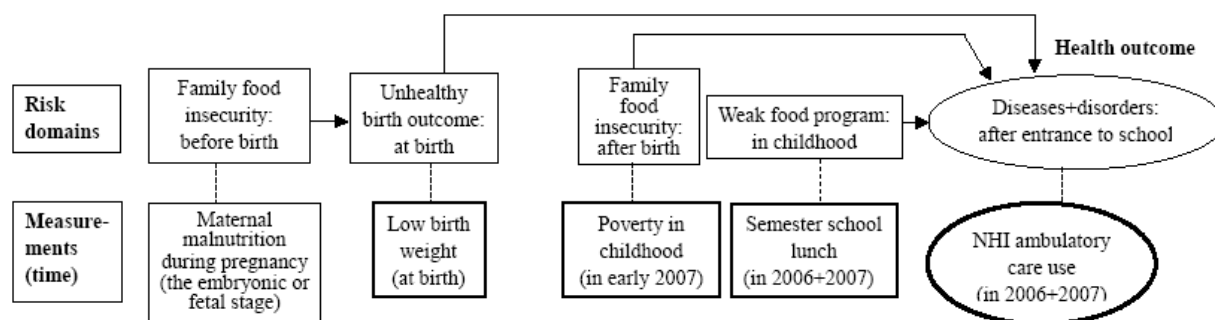 Health outcome
Risk
domains
Family food
insecurity:
before birth
Unhealthy
birth outcome:
at birth
Family
food
insecurity:
after birth
Weak food program:
in childhood
Diseases+disorders:
after entrance to school
Measure-
ments
(time)
Maternal
malnutrition
during pregnancy
(the embryonic or
fetal stage)
Low birth
weight
(at birth)
Poverty in
childhood
(in early 2007)
Semester school
lunch
(in 2006+2007)
NHI ambulatory
care use
(in 2006+2007)